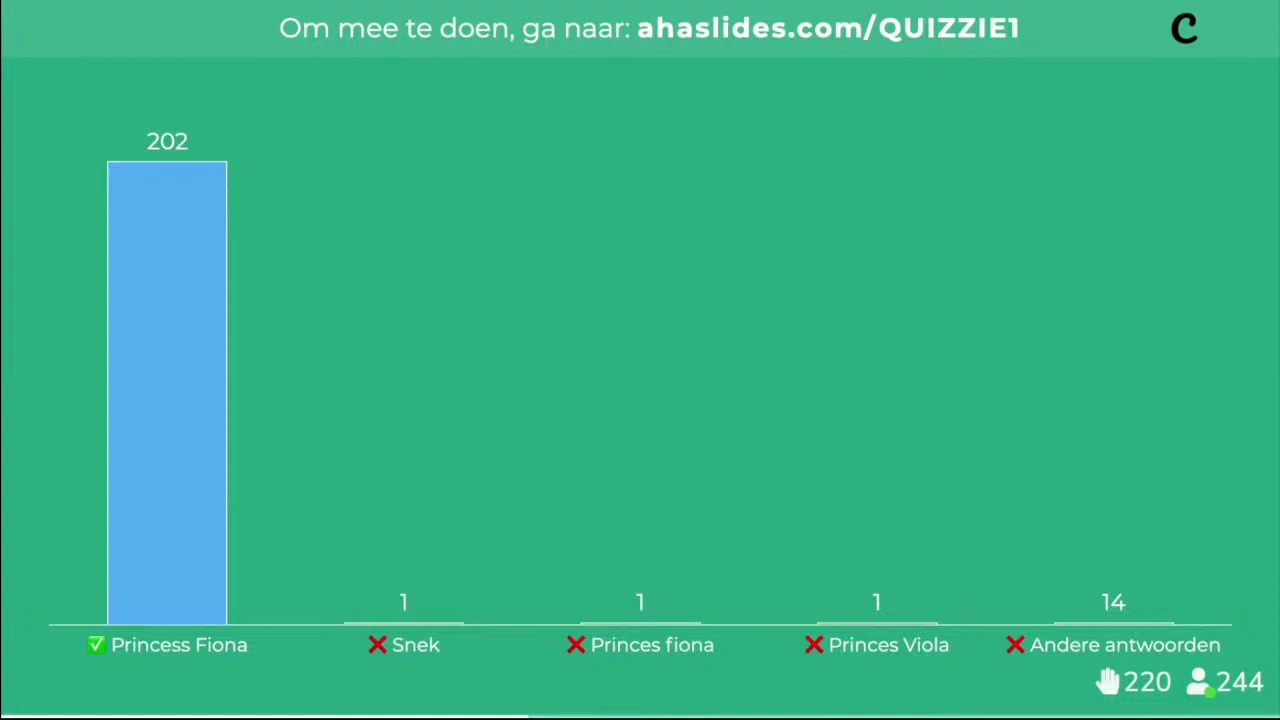 Om mee te doen, ga naar: ahaslides.com/QUIZZIE1
C
202
1
1
1
14
✅ Princess Fiona
❌ Snek
❌ Princes fiona
❌ Princes Viola
❌ Andere antwoorden
220
244